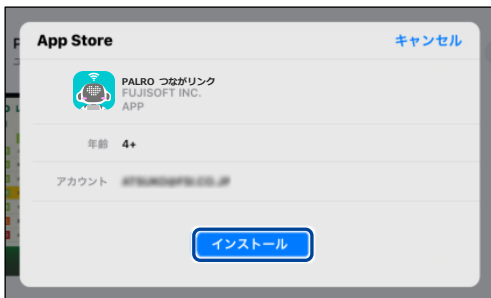 App Store
キャンセル
PALRO つながリンク
FUJISOFT INC.
APP
年齢 4+
アカウント
インストール